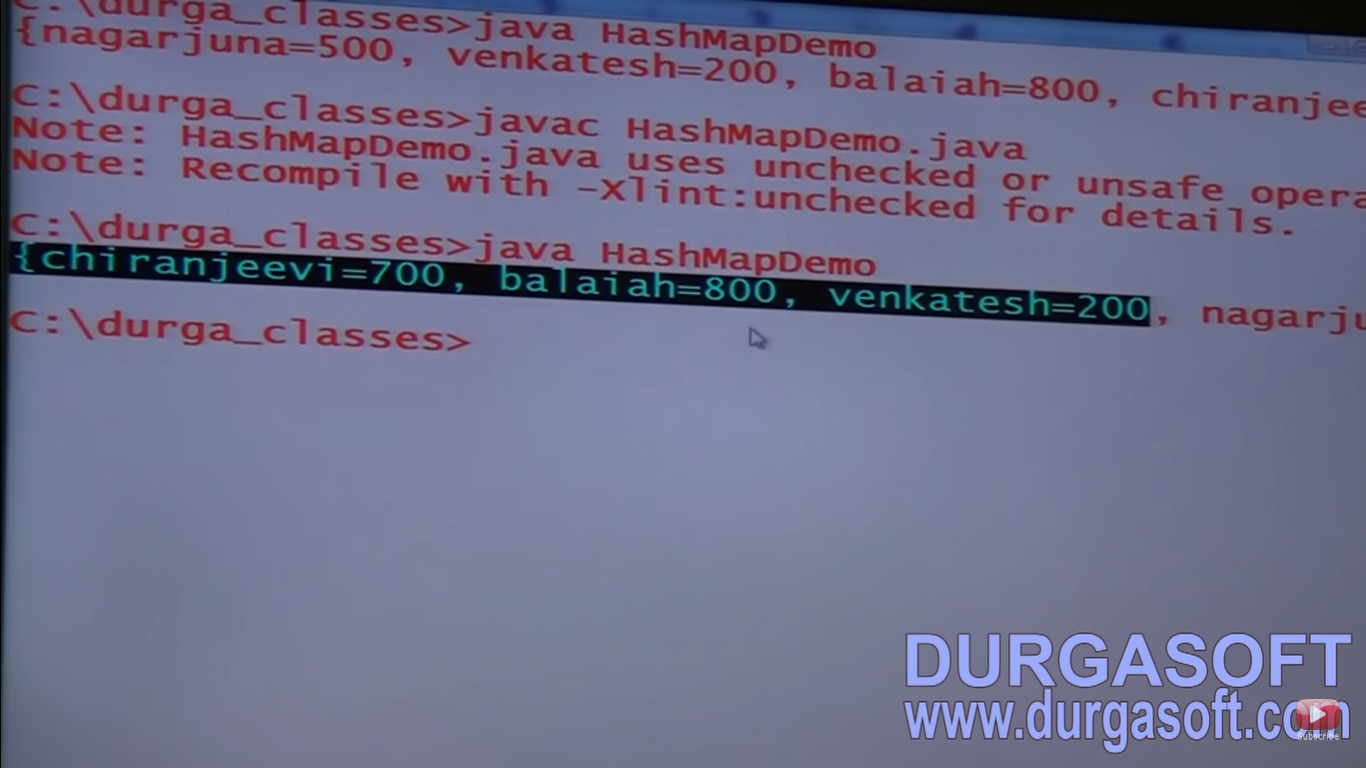 C:\durga_classes>java HashMapDemo
{nagarjuna=500, venkatesh=200, balaiah=800, chiranjee
C:\durga_classes>javac HashMapDemo.java
Note: HashMapDemo.java uses unchecked or unsafe opera
Note: Recompile with -Xlint:unchecked for details.
C:\durga_classes>java HashMapDemo
{chiranjeevi=700, balaiah=800, venkatesh=200, nagarju
C:\durga_classes>
DURGASOFT
www.durgasoft.com
Subscribe